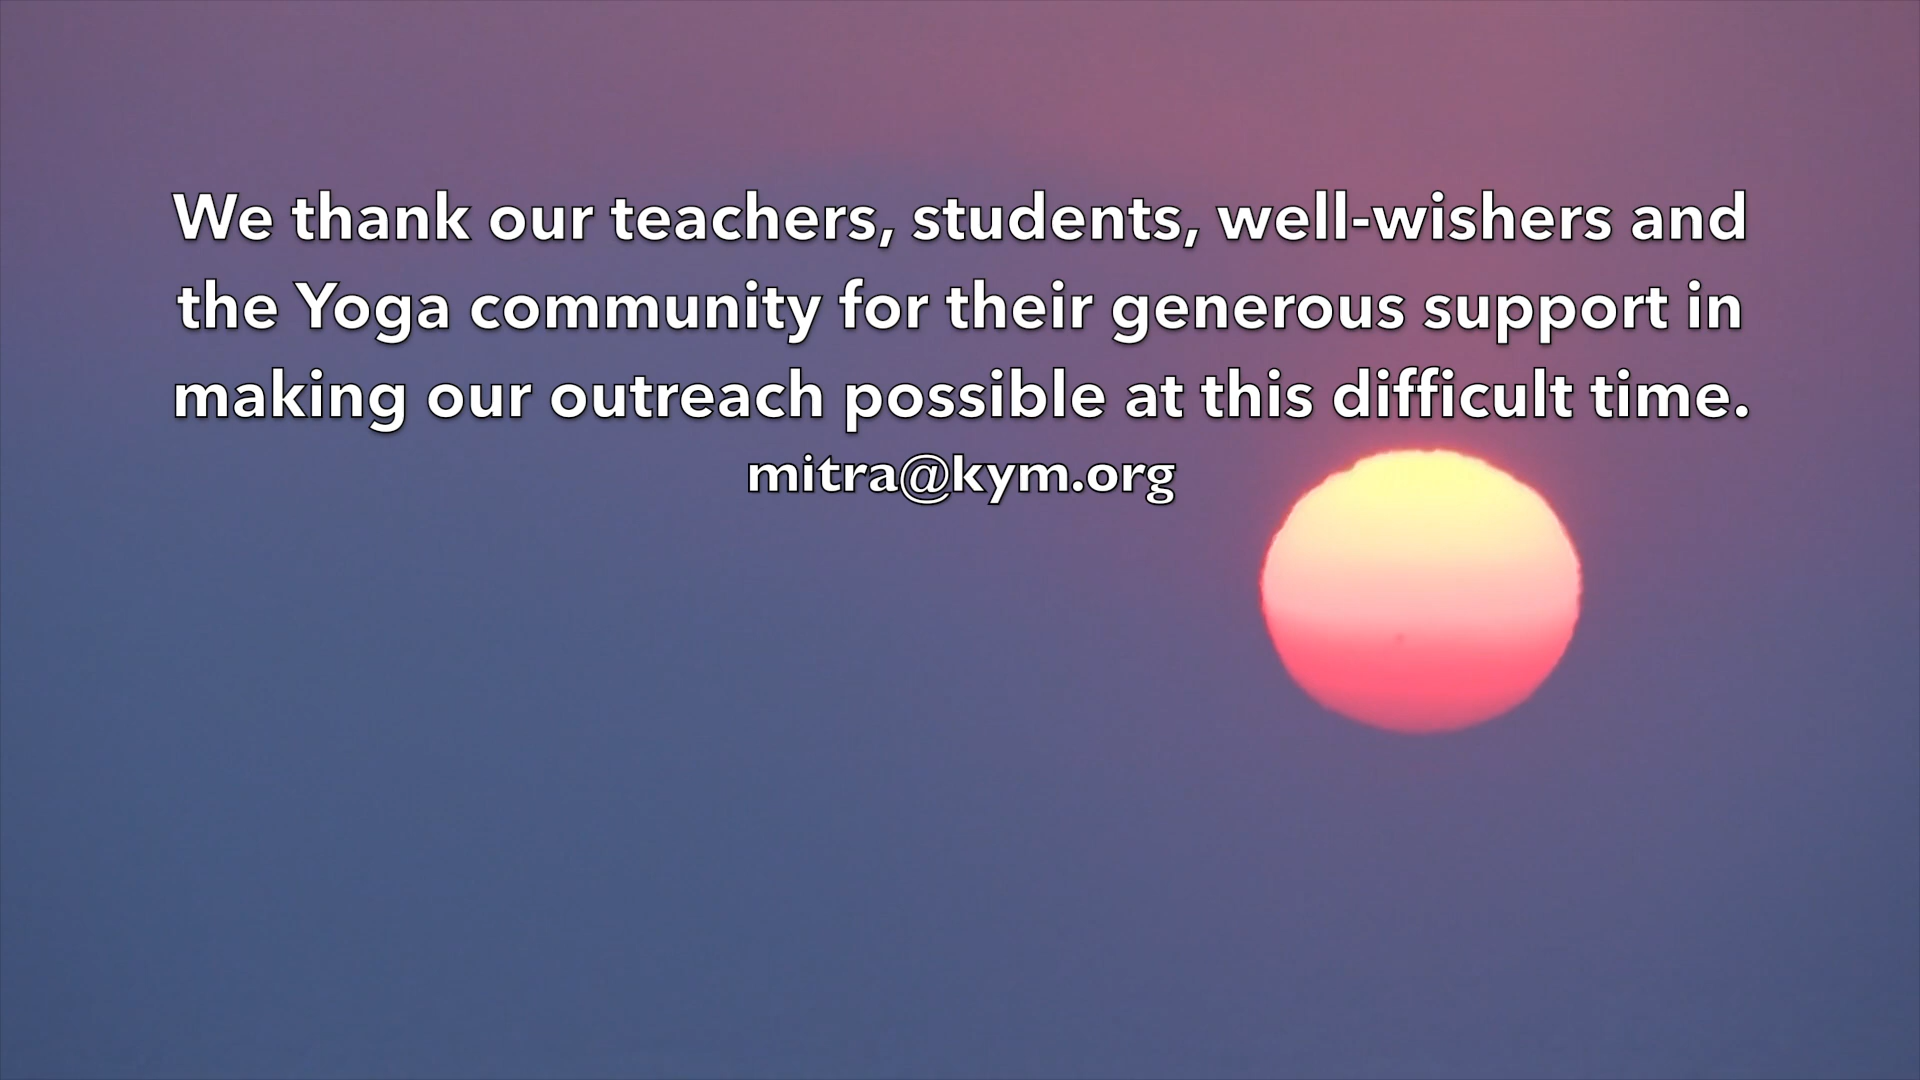 We thank our teachers, students, well-wishers and
the Yoga community for their generous support in
making our outreach possible at this difficult time.
mitra@kym.org